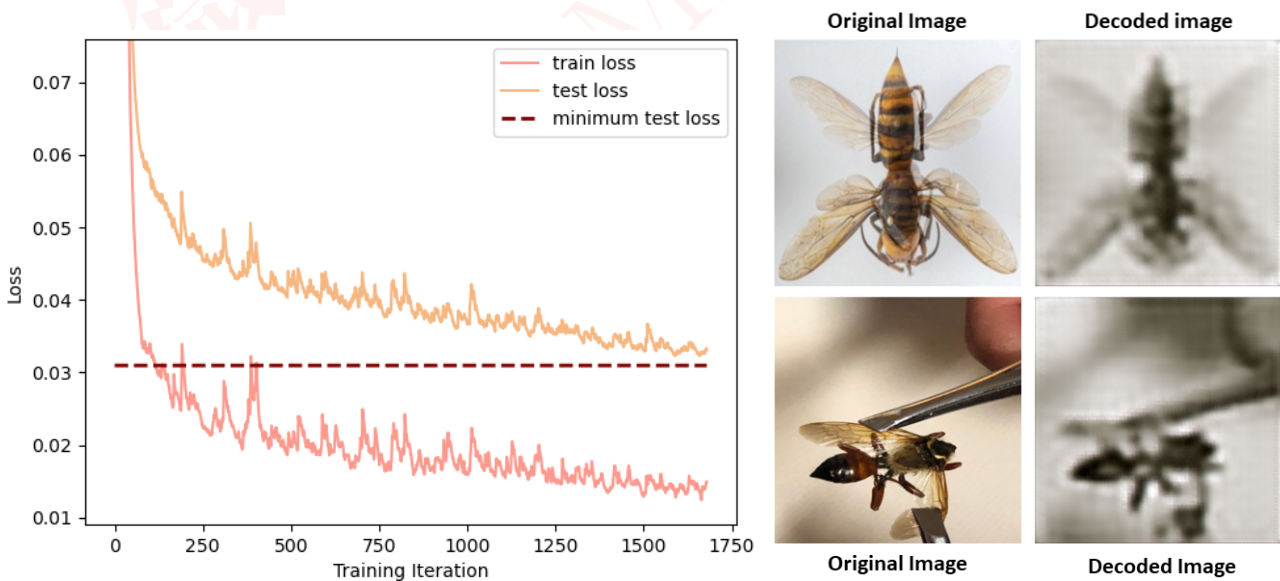 Original Image
Decoded image
0.07
0.06
0.05
0.04
0.03
0.02
0.01
Loss
train loss
test loss
minimum test loss
0
250
500
750
1000
1250
1500
1750
Training Iteration
Original Image
Decoded Image